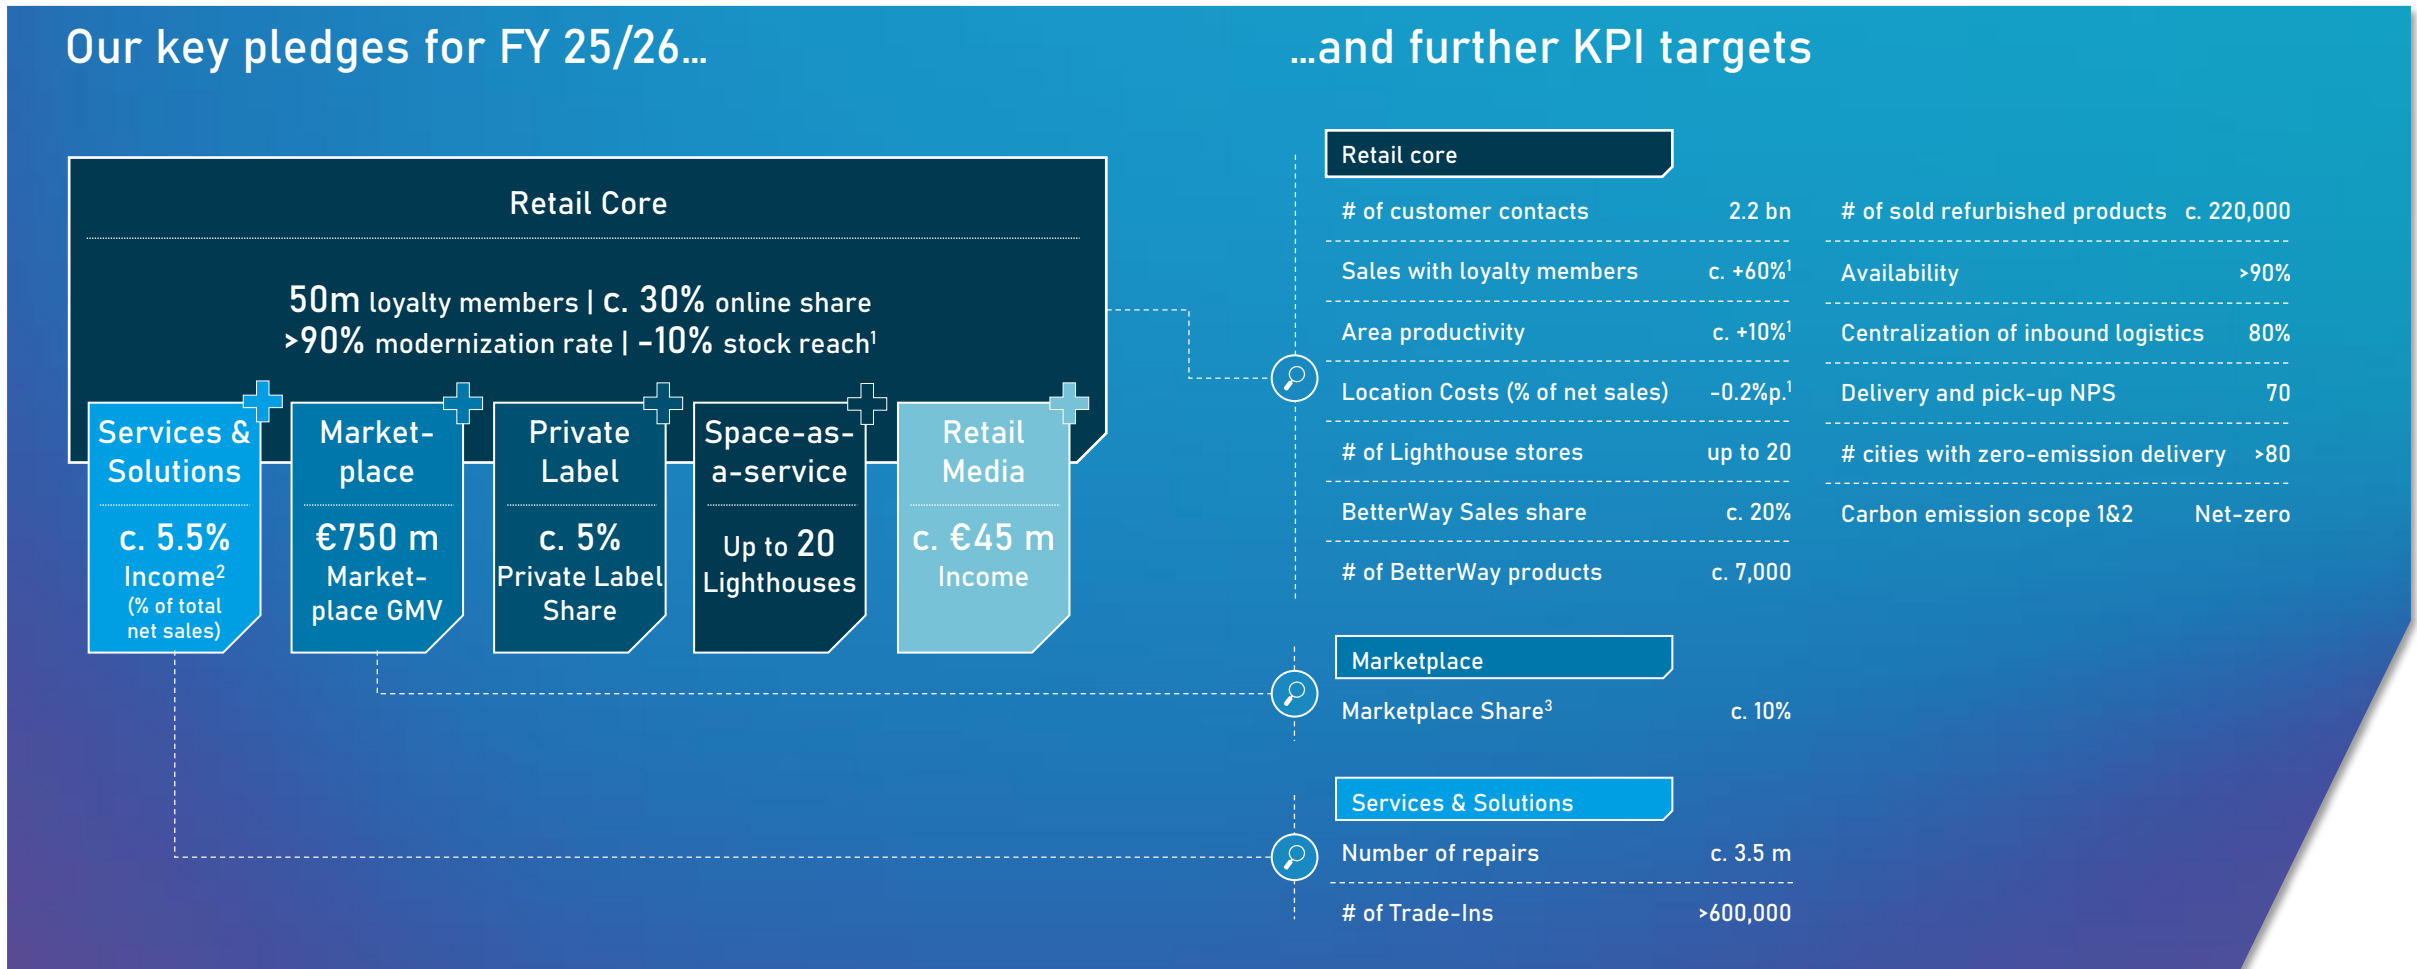 Our key pledges for FY 25/26…
Retail Core
50m loyalty members | c. 30% online share
>90% modernization rate | -10% stock reach¹
Services &
Solutions
c. 5.5%
Income²
(% of total
net sales)
Market-
place
€750 m
Market-
place GMV
Private
Label
c. 5%
Private Label
Share
Space-as-
a-service
Up to 20
Lighthouses
Retail
Media
c. €45 m
Income
…and further KPI targets
Retail core
# of customer contacts 2.2 bn
Sales with loyalty members c. +60%¹
Area productivity c. +10%¹
Location Costs (% of net sales) -0.2%p.¹
# of Lighthouse stores up to 20
BetterWay Sales share c. 20%
# of BetterWay products c. 7,000
# of sold refurbished products c. 220,000
Availability >90%
Centralization of inbound logistics 80%
Delivery and pick-up NPS 70
# cities with zero-emission delivery >80
Carbon emission scope 1&2 Net-zero
Marketplace
Marketplace Share³ c. 10%
Services & Solutions
Number of repairs c. 3.5 m
# of Trade-Ins >600,000